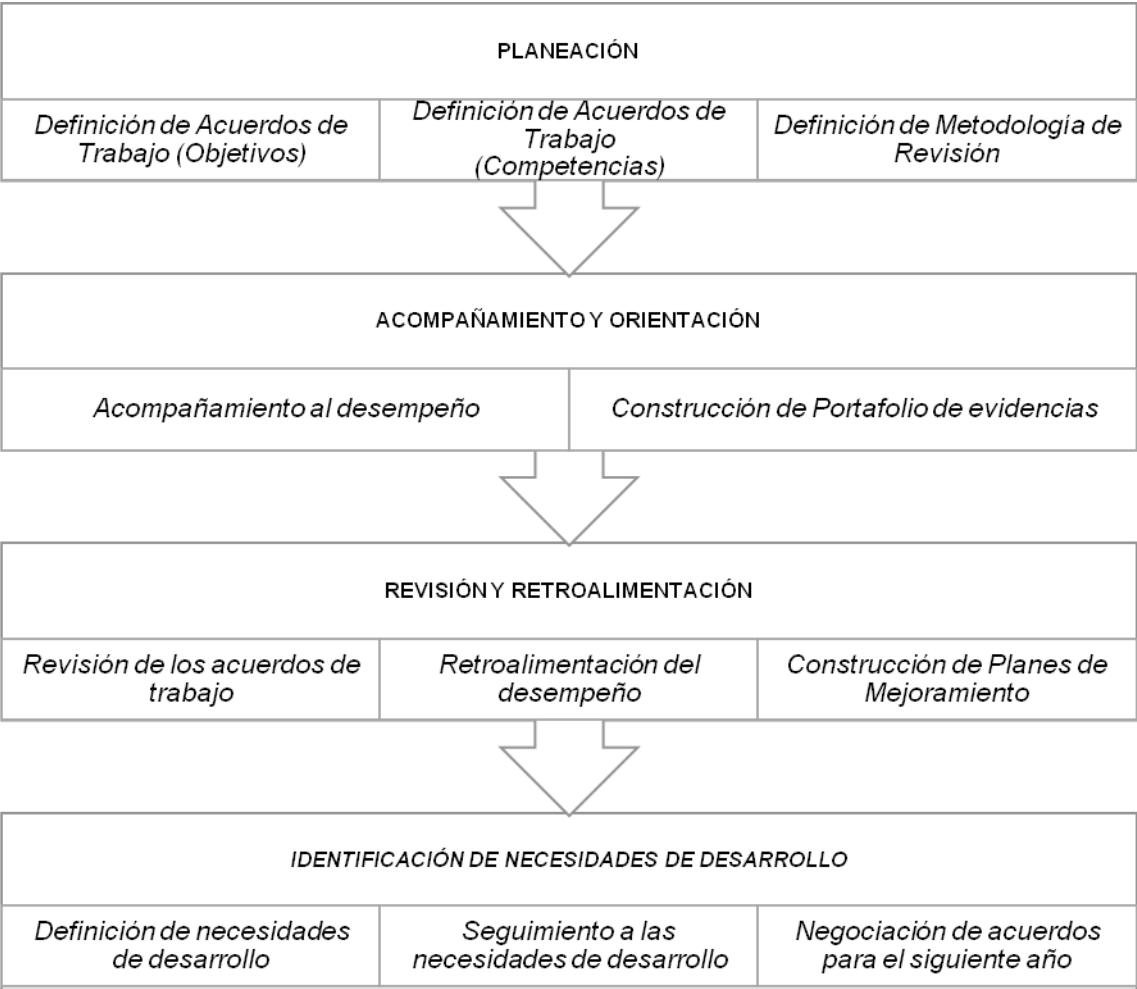 PLANEACIÓN
Definición de Acuerdos de
Trabajo (Objetivos)
Definición de Acuerdos de
Trabajo
(Competencias)
Definición de Metodología de
Revisión
ACOMPAÑAMIENTO Y ORIENTACIÓN
Acompañamiento al desempeño
Construcción de Portafolio de evidencias
REVISIÓN Y RETROALIMENTACIÓN
Revisión de los acuerdos de
trabajo
Retroalimentación del
desempeño
Construcción de Planes de
Mejoramiento
IDENTIFICACIÓN DE NECESIDADES DE DESARROLLO
Definición de necesidades
de desarrollo
Seguimiento a las
necesidades de desarrollo
Negociación de acuerdos
para el siguiente año